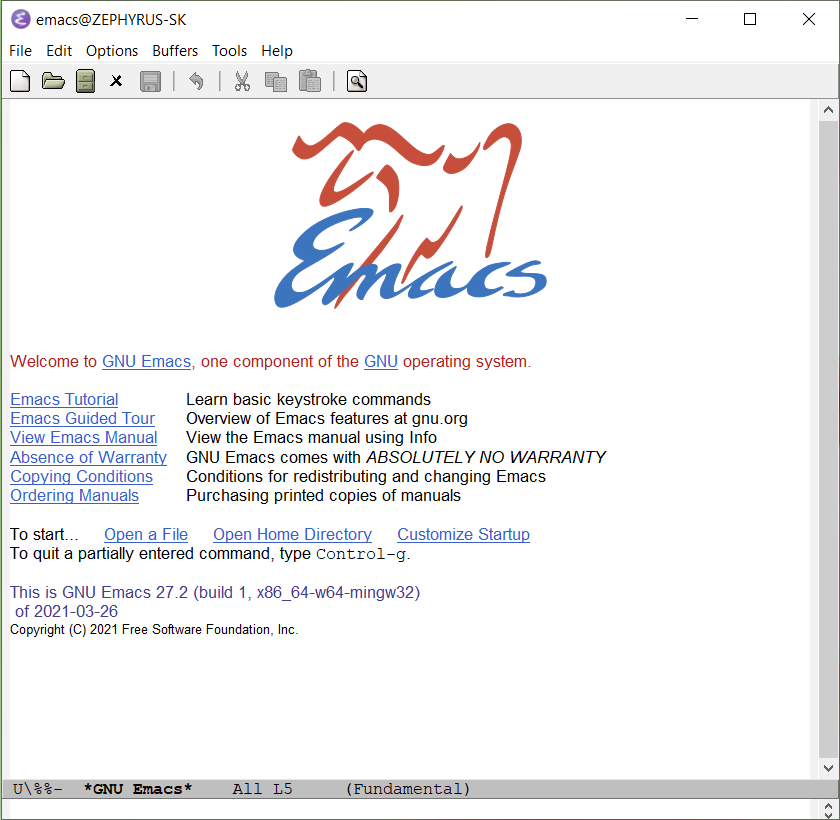 emacs@ZEPHYRUS-SK
File Edit Options Buffers Tools Help
Emacs
Welcome to GNU Emacs, one component of the GNU operating system.
Emacs Tutorial Learn basic keystroke commands
Emacs Guided Tour Overview of Emacs features at gnu.org
View Emacs Manual View the Emacs manual using Info
Absence of Warranty GNU Emacs comes with ABSOLUTELY NO WARRANTY
Copying Conditions Conditions for redistributing and changing Emacs
Ordering Manuals Purchasing printed copies of manuals
To start... Open a File Open Home Directory Customize Startup
To quit a partially entered command, type Control-g.
This is GNU Emacs 27.2 (build 1, x86_64-w64-mingw32)
of 2021-03-26
Copyright (C) 2021 Free Software Foundation, Inc.
U\%%- *GNU Emacs* All L5 (Fundamental)